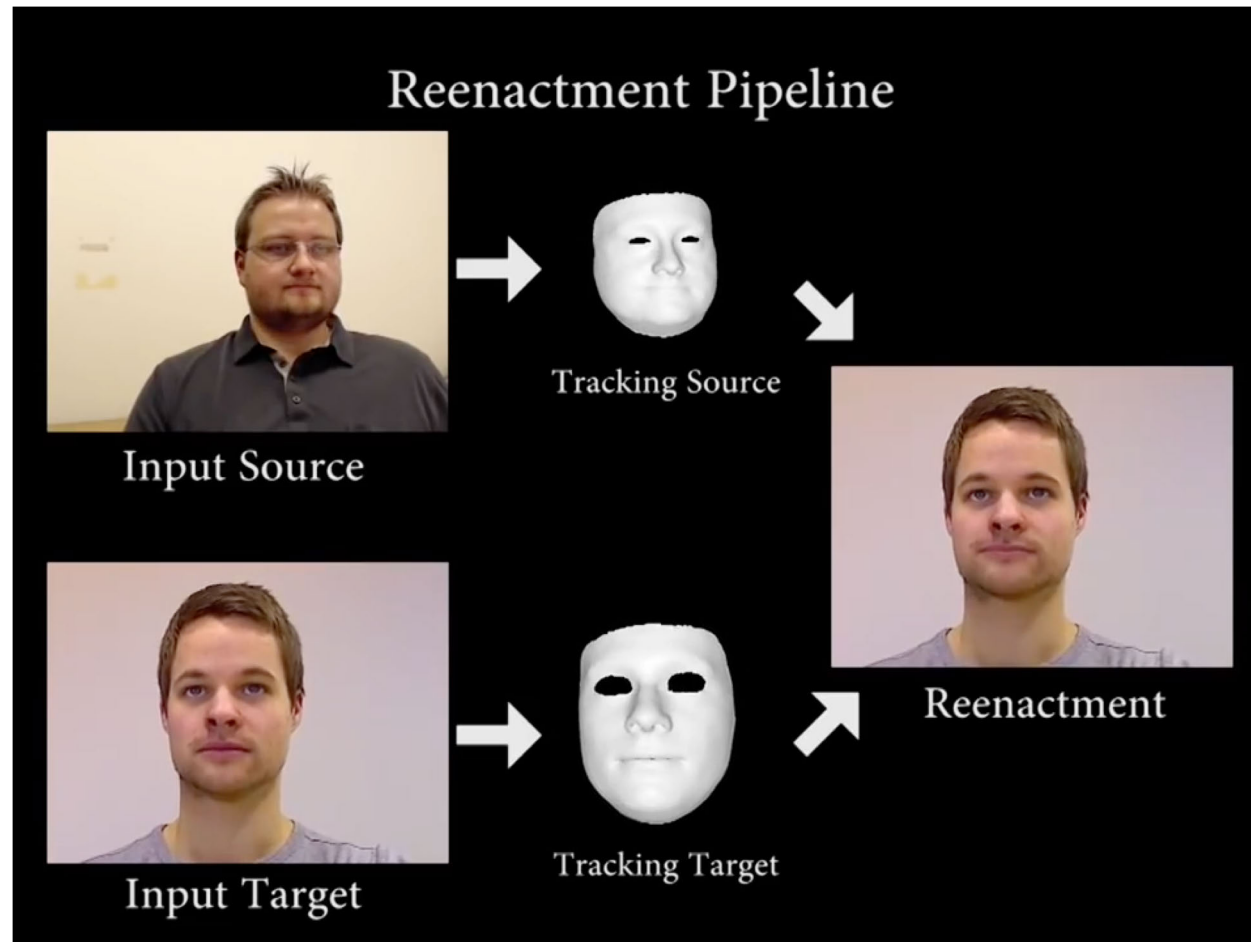 Reenactment Pipeline
Input Source
Tracking Source
Input Target
Tracking Target
Reenactment